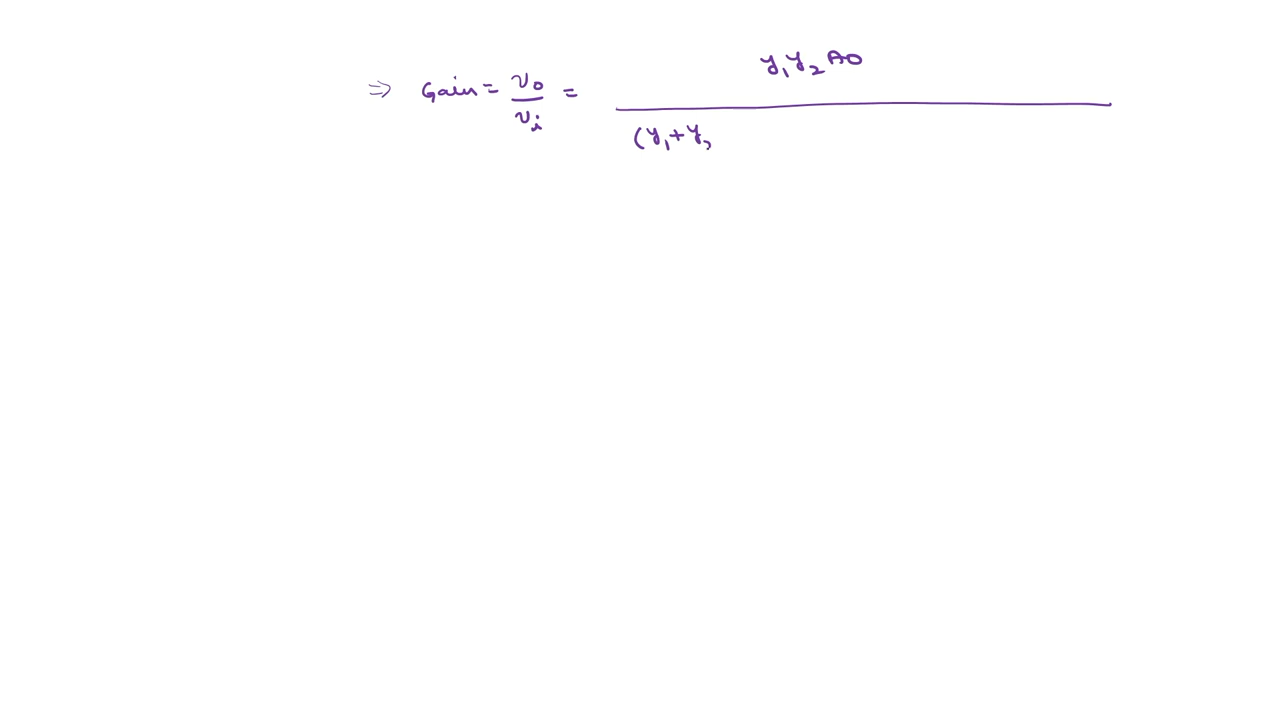 ⇒ Gain = v₀/vᵢ = y₁y₂A₀
(y₁+y₂